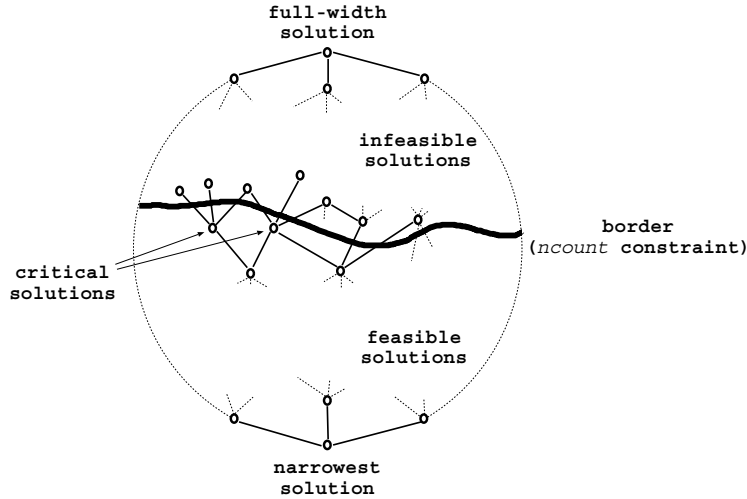 full-width
solution
infeasible
solutions
border
(ncount constraint)
critical
solutions
feasible
solutions
narrowest
solution